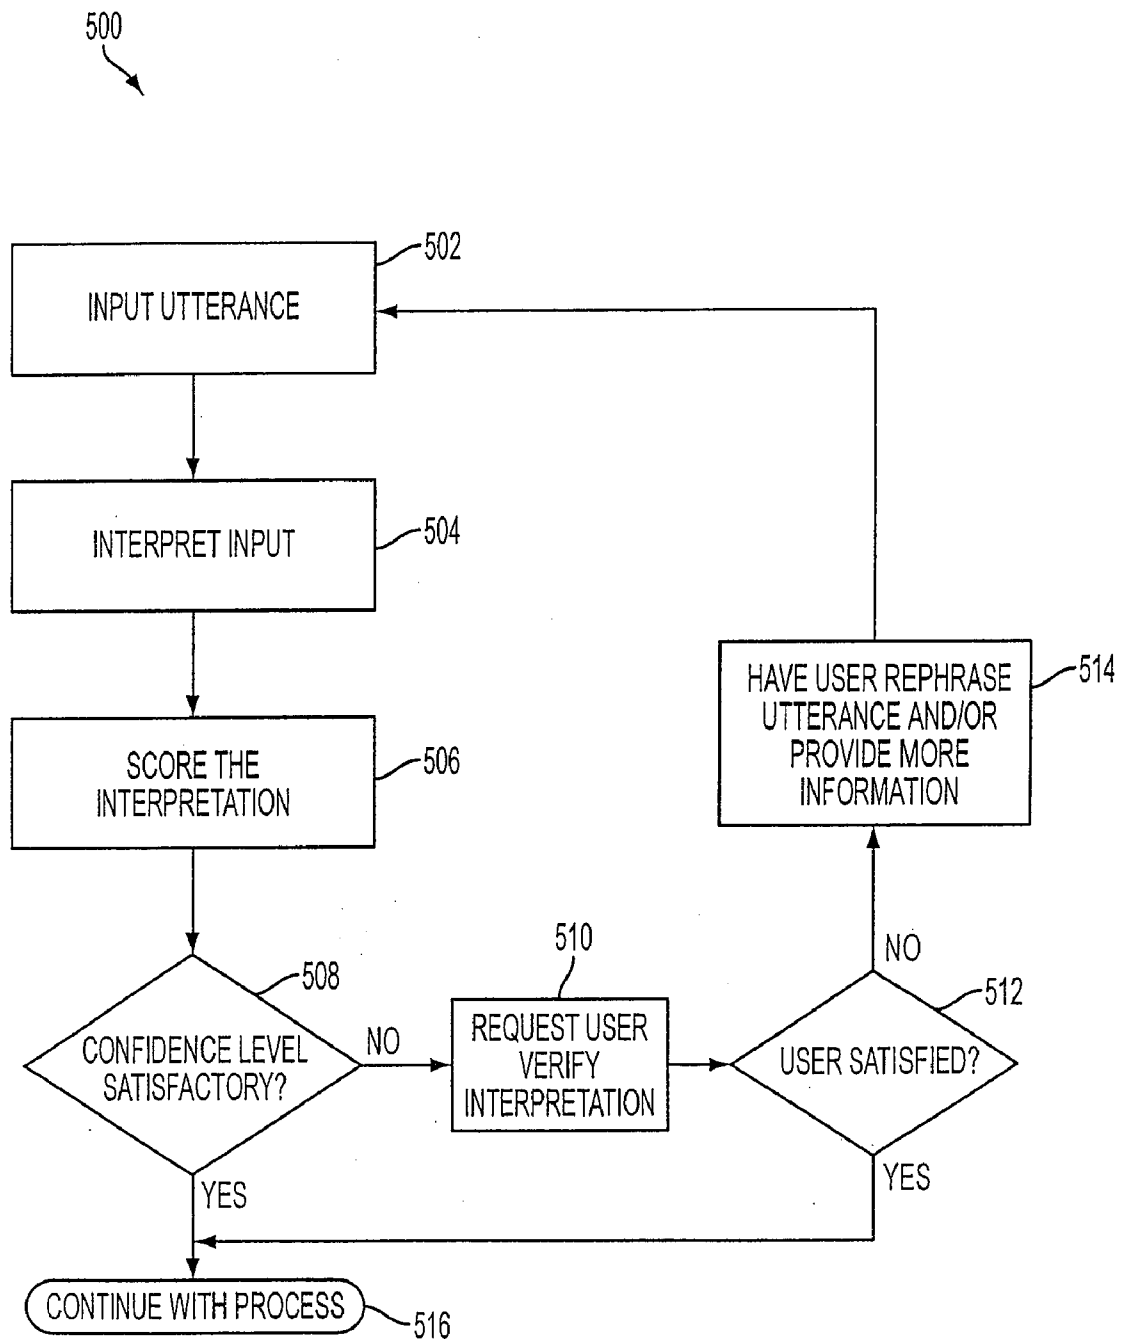 500
502
INPUT UTTERANCE
INTERPRET INPUT
504
HAVE USER REPHRASE
UTTERANCE AND/OR
PROVIDE MORE
INFORMATION
514
SCORE THE
INTERPRETATION
506
CONFIDENCE LEVEL
SATISFACTORY?
508
NO
510
REQUEST USER
VERIFY
INTERPRETATION
NO
512
USER SATISFIED?
YES
YES
CONTINUE WITH PROCESS
516